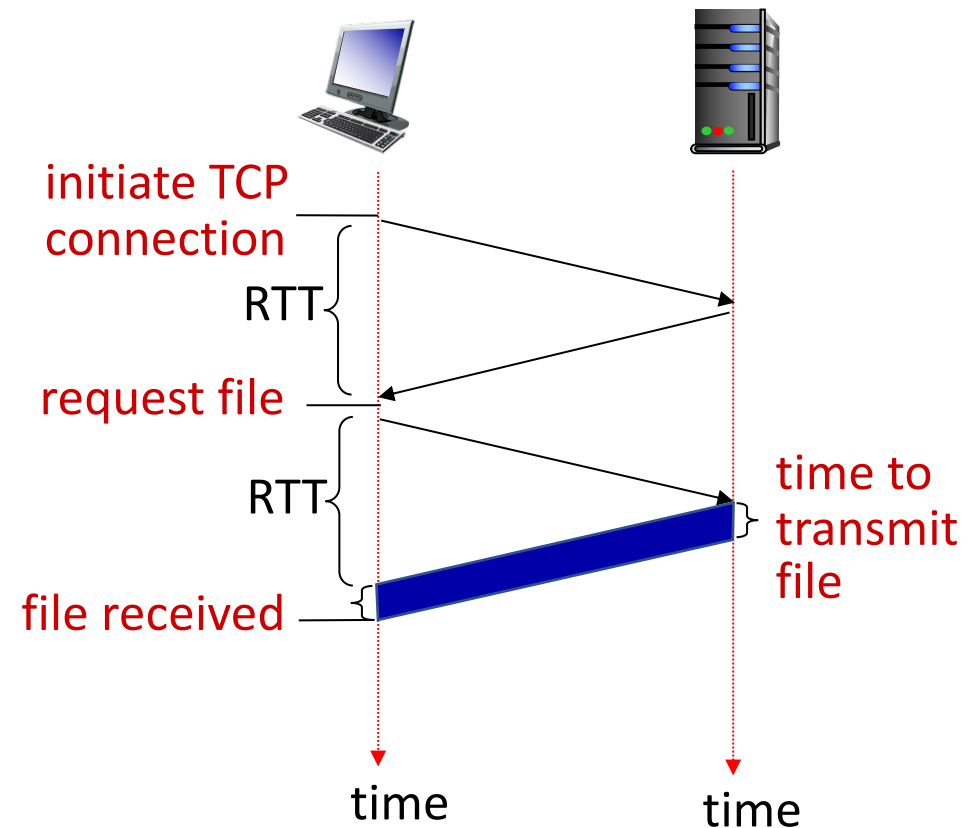 initiate TCP
connection
RTT
request file
RTT
time to
transmit
file
file received
time
time